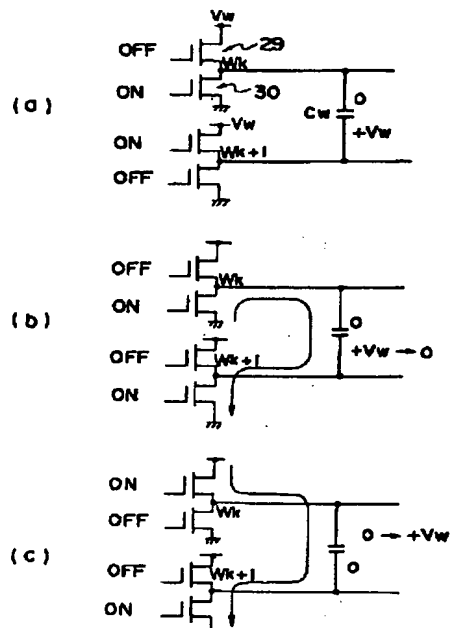 Vw
OFF
29
Wk
(a)
ON
30
Cw
0
+Vw
Vw
ON
Wk+1
OFF
OFF
Wk
(b)
ON
0
OFF
+Vw → 0
Wk+1
ON
ON
Wk
OFF
0 → +Vw
(c)
OFF
Wk+1
0
ON